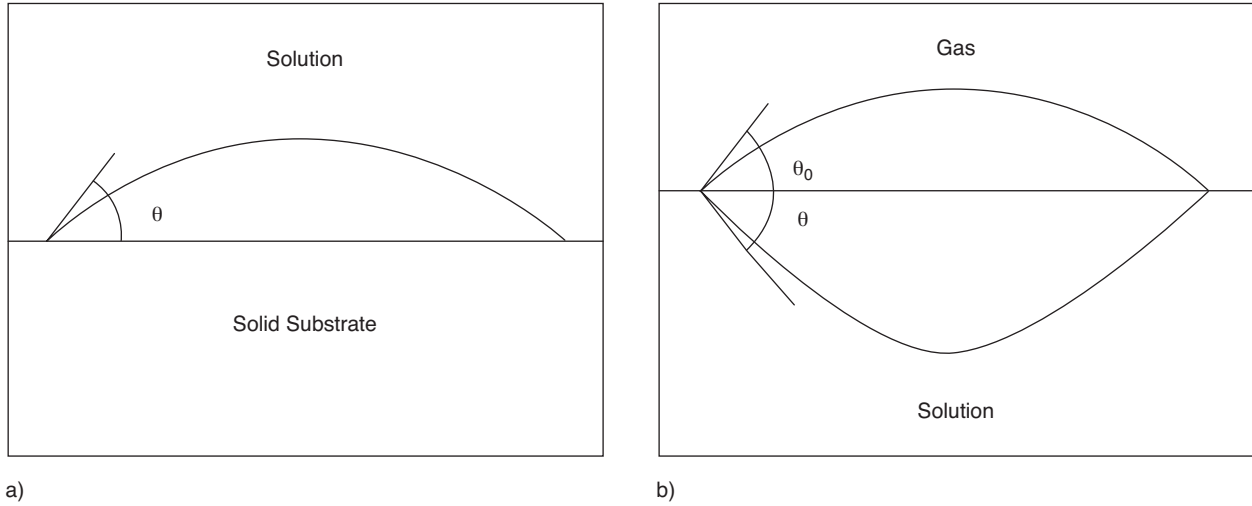 Solution
θ
Solid Substrate
a)
Gas
θ0
θ
Solution
b)